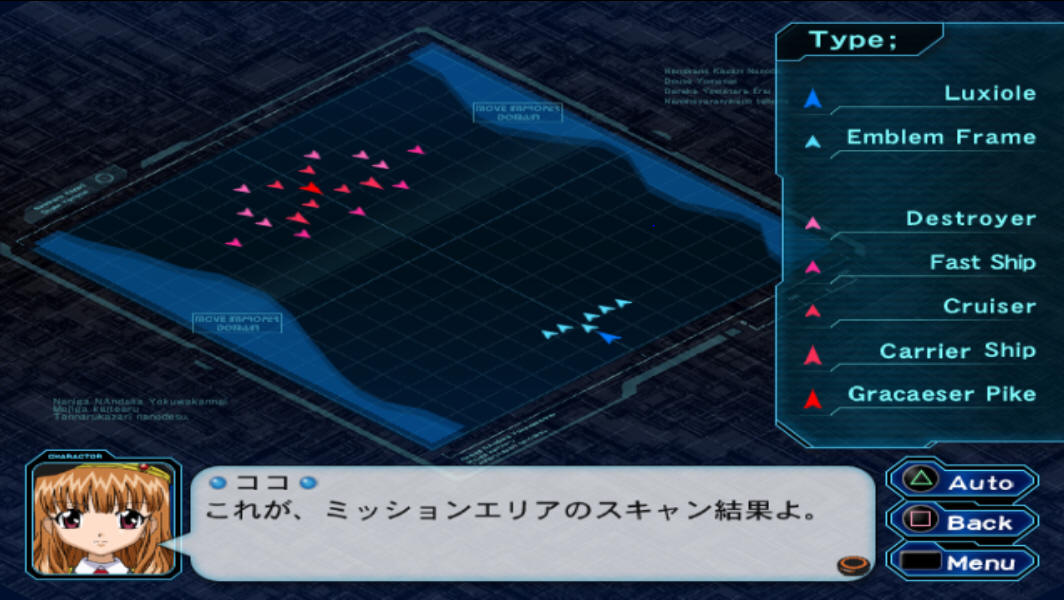 Type;
Luxiole
Emblem Frame
Destroyer
Fast Ship
Cruiser
Carrier Ship
Gracaeser Pike
CHARACTOR
ココ
これが、ミッションエリアのスキャン結果よ。
Auto
Back
Menu